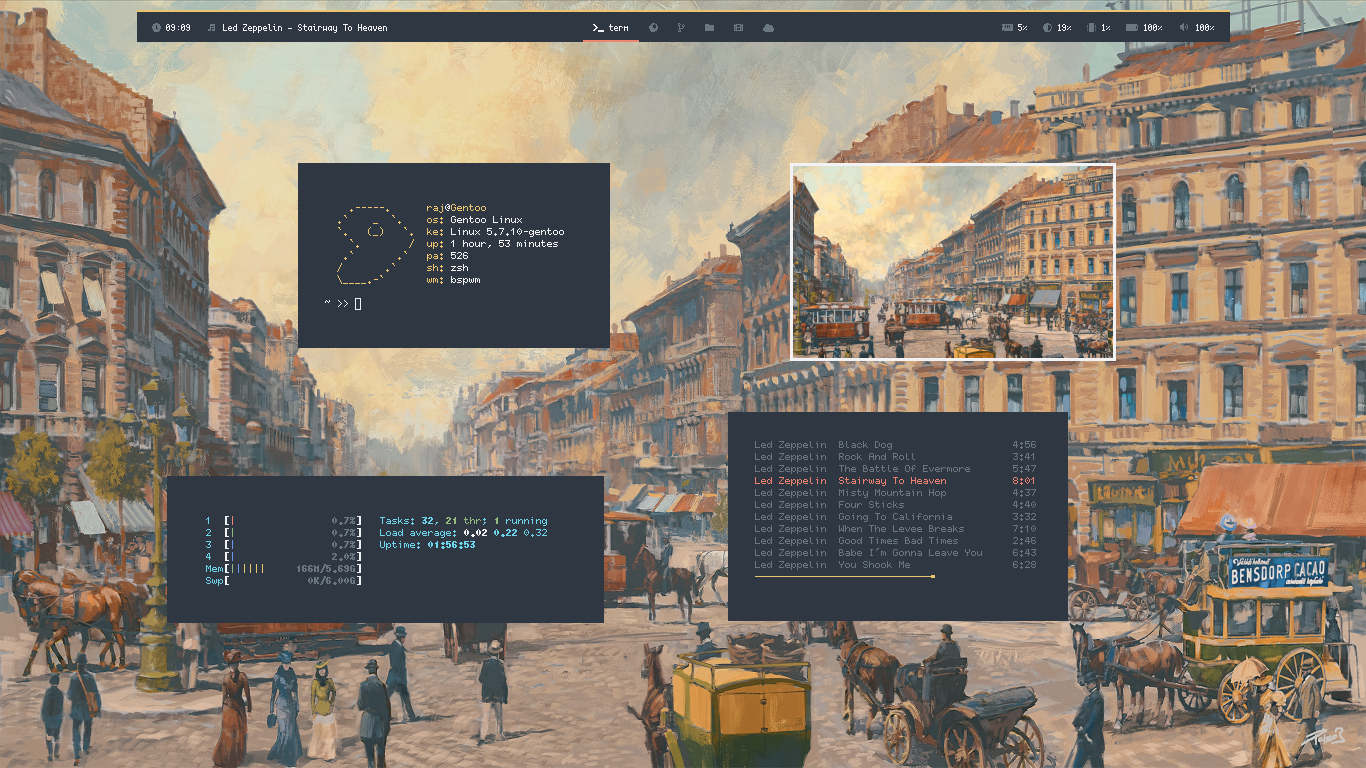 09:09 Led Zeppelin - Stairway To Heaven term 5% 19% 1% 100% 100%
raj@Gentoo
os: Gentoo Linux
ke: Linux 5.7.10-gentoo
up: 1 hour, 53 minutes
pa: 526
sh: zsh
wm: bspwm
~ >>
1 [| 0.7%]
2 [| 0.7%]
3 [| 0.7%]
4 [ 2.0%]
Mem[|||||| 166M/5.69G]
Swp[ 0K/6.00G]
Tasks: 32, 21 thr; 1 running
Load average: 0.02 0.22 0.32
Uptime: 01:56:53
Led Zeppelin Black Dog 4:56
Led Zeppelin Rock And Roll 3:41
Led Zeppelin The Battle Of Evermore 5:47
Led Zeppelin Stairway To Heaven 8:01
Led Zeppelin Misty Mountain Hop 4:37
Led Zeppelin Four Sticks 4:40
Led Zeppelin Going To California 3:32
Led Zeppelin When The Levee Breaks 7:10
Led Zeppelin Good Times Bad Times 2:46
Led Zeppelin Babe I'm Gonna Leave You 6:43
Led Zeppelin You Shook Me 6:28
BENSDORP CACAO